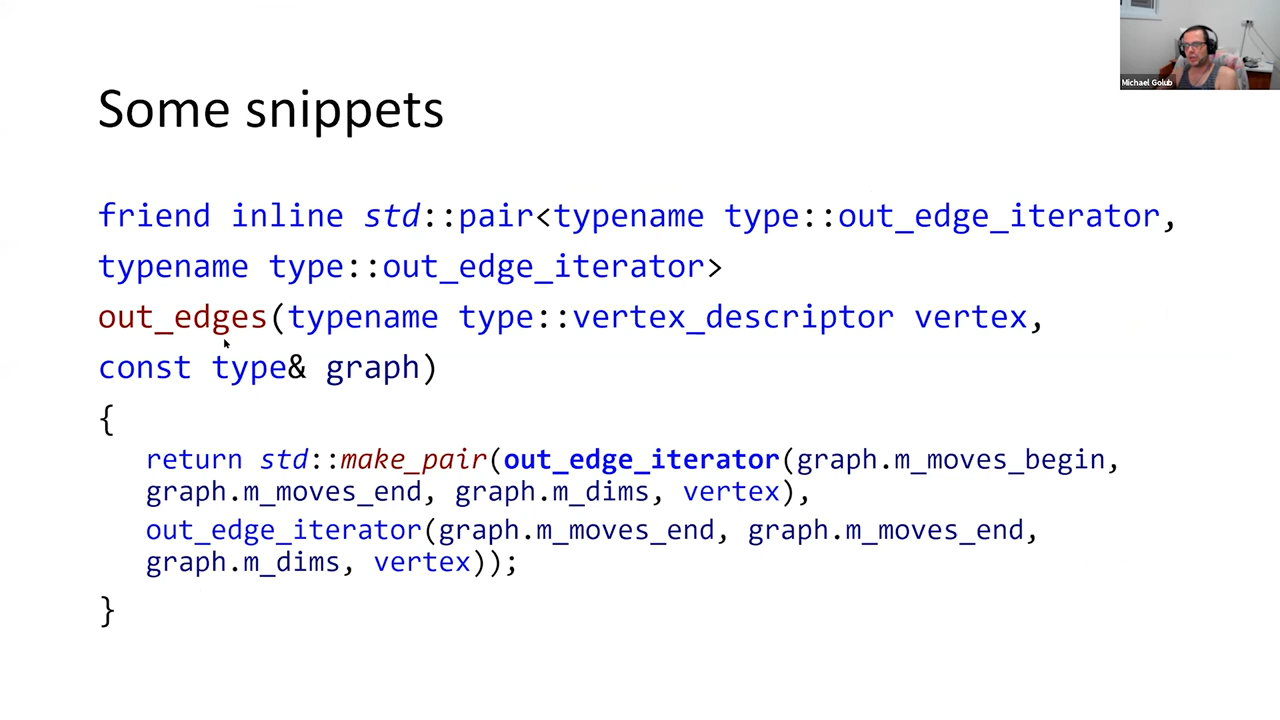 Michael Golub
Some snippets
friend inline std::pair<typename type::out_edge_iterator,
typename type::out_edge_iterator>
out_edges(typename type::vertex_descriptor vertex,
const type& graph)
{
return std::make_pair(out_edge_iterator(graph.m_moves_begin,
graph.m_moves_end, graph.m_dims, vertex),
out_edge_iterator(graph.m_moves_end, graph.m_moves_end,
graph.m_dims, vertex));
}